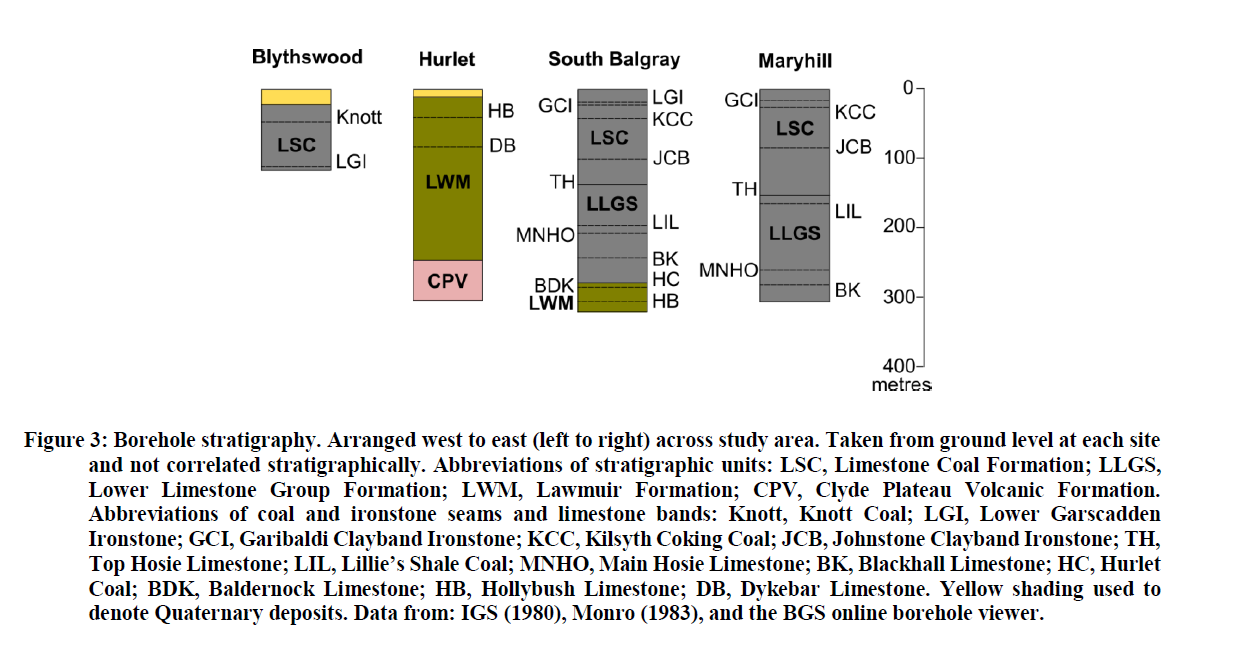 Blythswood
Hurlet
South Balgray
Maryhill
Knott
LSC
LGI
HB
DB
LWM
CPV
GCI
LGI
KCC
LSC
JCB
TH
LLGS
LIL
MNHO
BK
HC
BDK
LWM
HB
GCI
KCC
LSC
JCB
TH
LIL
LLGS
MNHO
BK
0
100
200
300
400
metres
Figure 3: Borehole stratigraphy. Arranged west to east (left to right) across study area. Taken from ground level at each site
and not correlated stratigraphically. Abbreviations of stratigraphic units: LSC, Limestone Coal Formation; LLGS,
Lower Limestone Group Formation; LWM, Lawmuir Formation; CPV, Clyde Plateau Volcanic Formation.
Abbreviations of coal and ironstone seams and limestone bands: Knott, Knott Coal; LGI, Lower Garscadden
Ironstone; GCI, Garibaldi Clayband Ironstone; KCC, Kilsyth Coking Coal; JCB, Johnstone Clayband Ironstone; TH,
Top Hosie Limestone; LIL, Lillie's Shale Coal; MNHO, Main Hosie Limestone; BK, Blackhall Limestone; HC, Hurlet
Coal; BDK, Baldernock Limestone; HB, Hollybush Limestone; DB, Dykebar Limestone. Yellow shading used to
denote Quaternary deposits. Data from: IGS (1980), Monro (1983), and the BGS online borehole viewer.